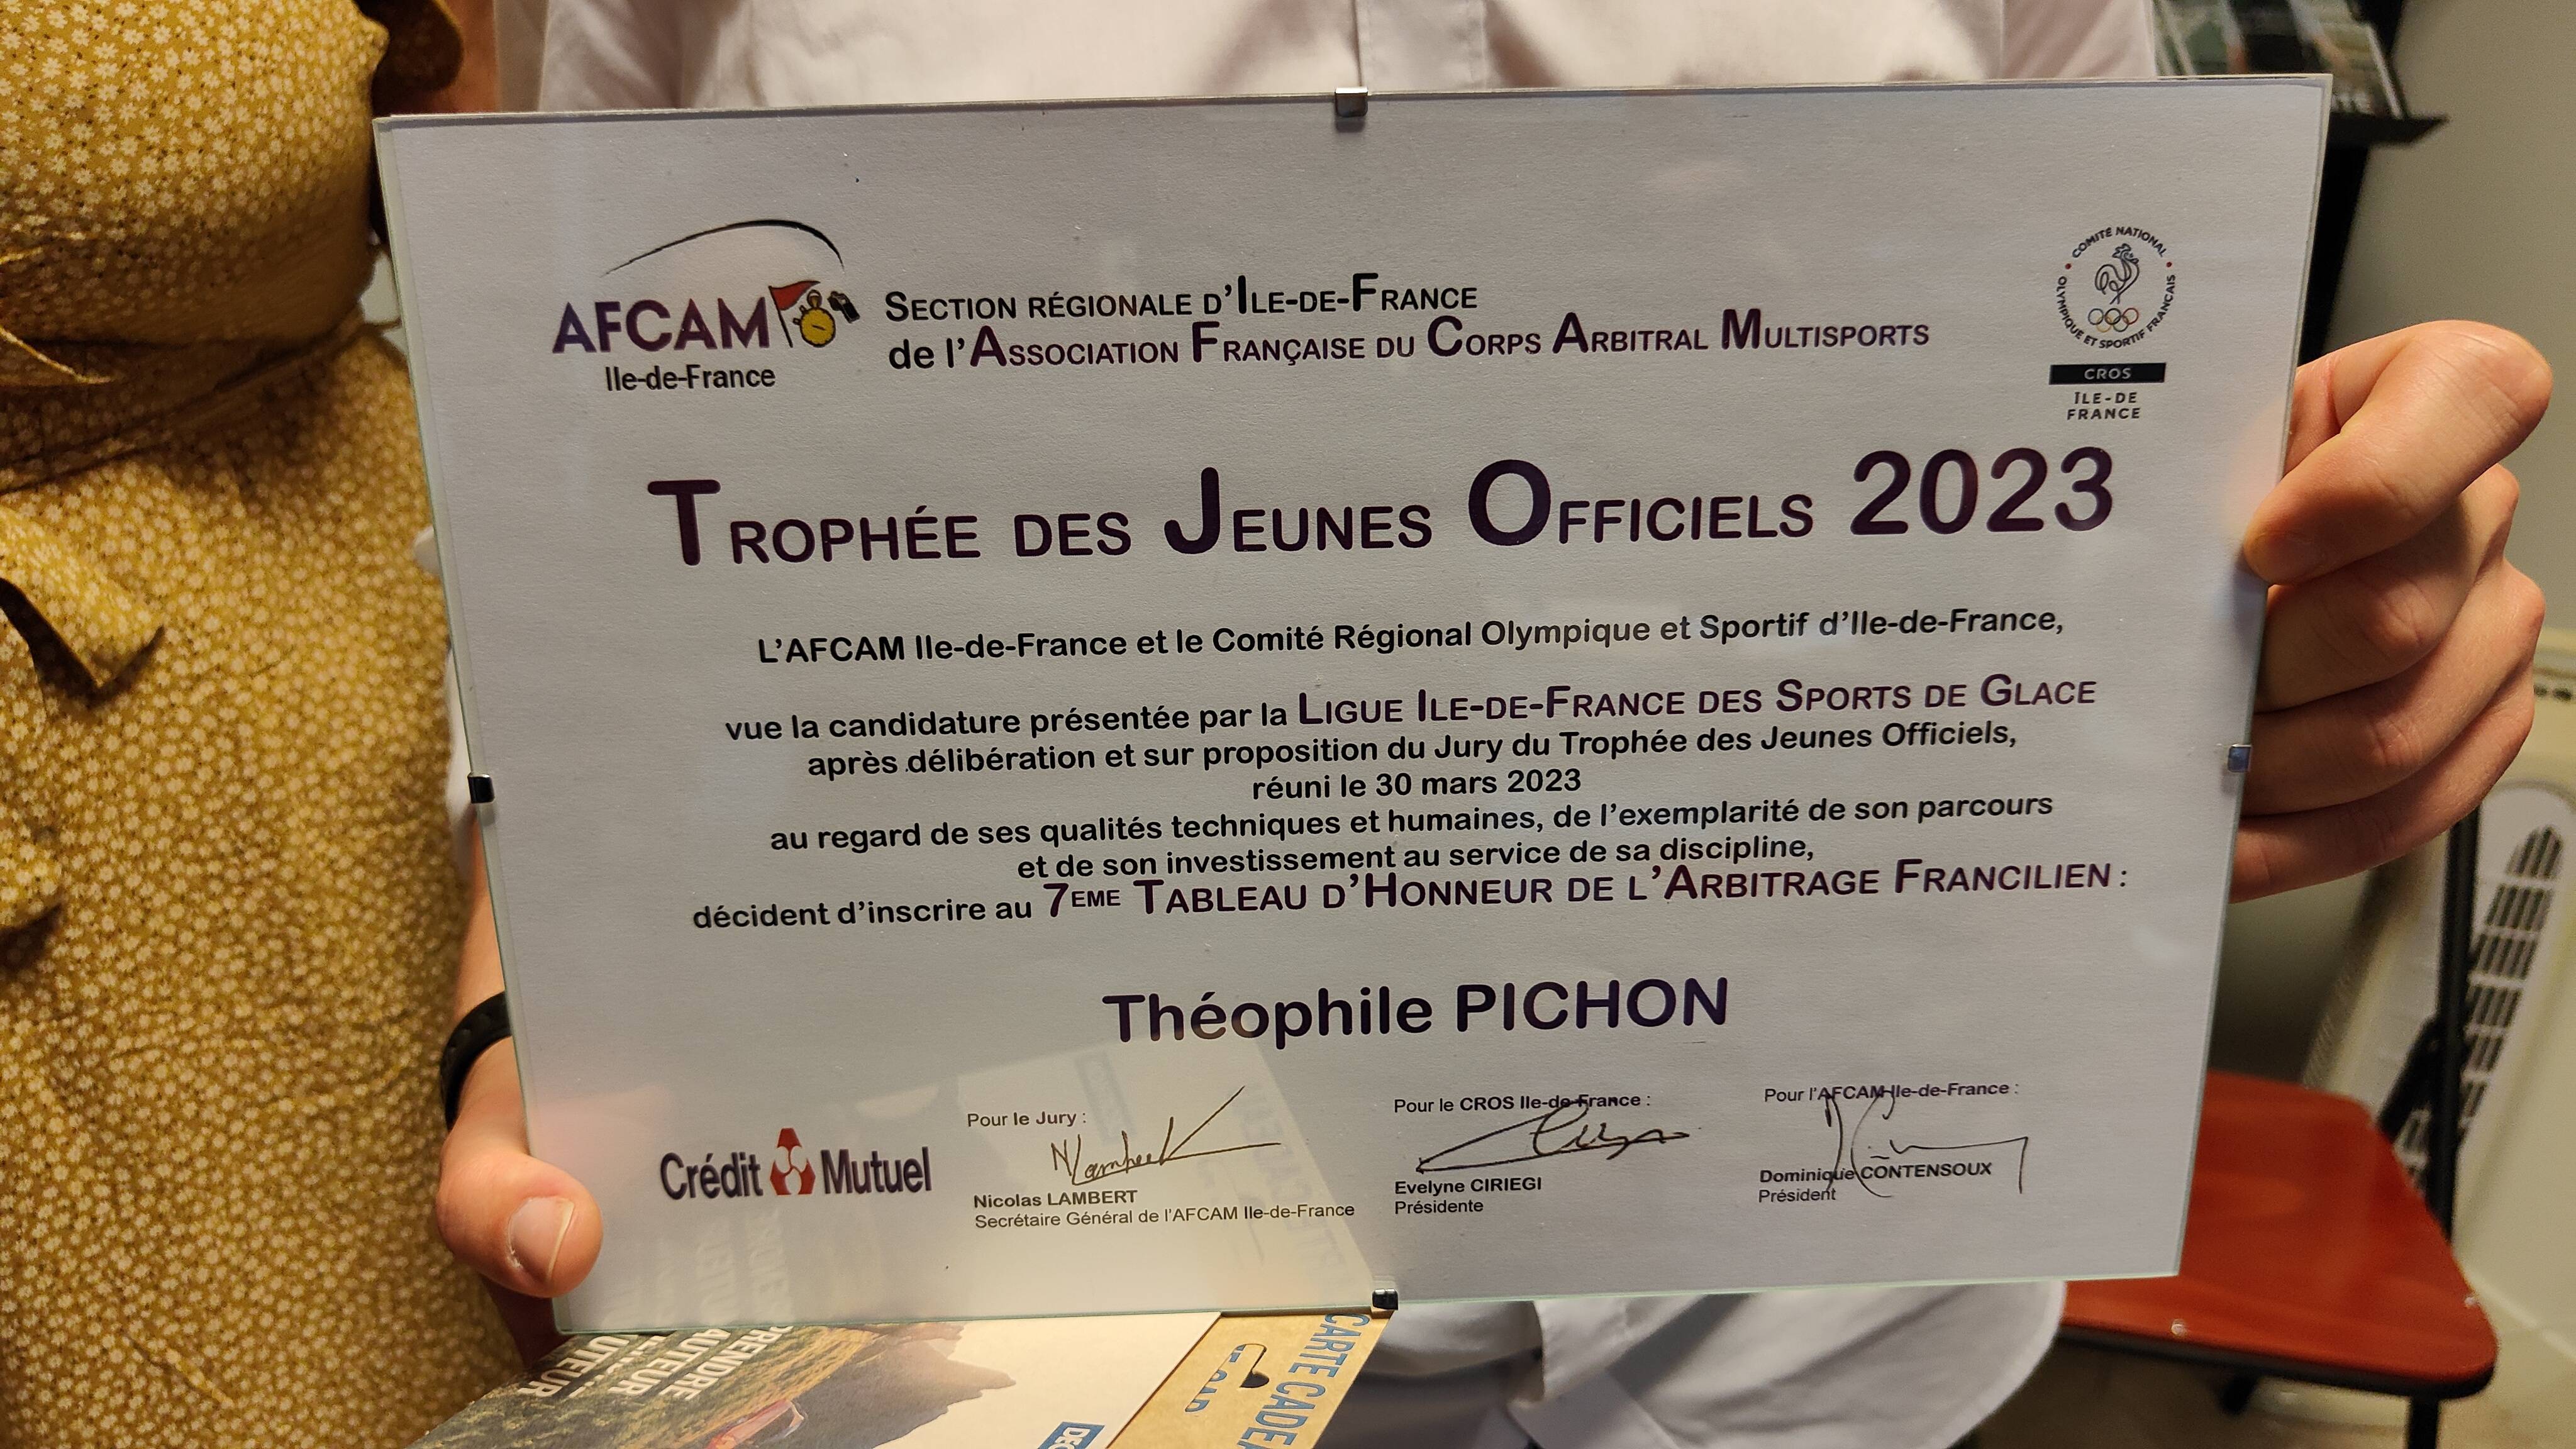 AFCAM
Ile-de-France
SECTION RÉGIONALE D'ILE-DE-FRANCE
de l'ASSOCIATION FRANÇAISE DU CORPS ARBITRAL MULTISPORTS
COMITÉ NATIONAL
OLYMPIQUE ET SPORTIF FRANÇAIS
CROS
ÎLE-DE
FRANCE
TROPHÉE DES JEUNES OFFICIELS 2023
L'AFCAM Ile-de-France et le Comité Régional Olympique et Sportif d'Ile-de-France,
vue la candidature présentée par la LIGUE ILE-DE-FRANCE DES SPORTS DE GLACE
après délibération et sur proposition du Jury du Trophée des Jeunes Officiels,
réuni le 30 mars 2023
au regard de ses qualités techniques et humaines, de l'exemplarité de son parcours
et de son investissement au service de sa discipline,
décident d'inscrire au 7EME TABLEAU D'HONNEUR DE L'ARBITRAGE FRANCILIEN :
Théophile PICHON
Crédit Mutuel
Pour le Jury :
Nicolas LAMBERT
Secrétaire Général de l'AFCAM Ile-de-France
Pour le CROS Ile-de-France :
Evelyne CIRIEGI
Présidente
Pour l'AFCAM Ile-de-France :
Dominique CONTENSOUX
Président
PRENDRE
CARTE